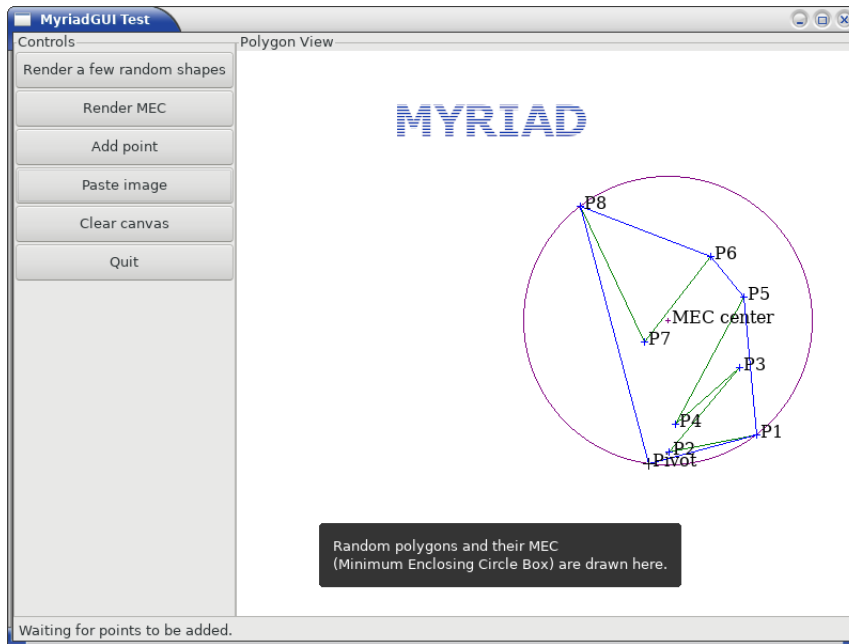 MyriadGUI Test
Controls
Polygon View
Render a few random shapes
Render MEC
Add point
Paste image
Clear canvas
Quit
MYRIAD
P8
P6
P5
MEC center
P7
P3
P4
P1
P2
Pivot
Random polygons and their MEC
(Minimum Enclosing Circle Box) are drawn here.
Waiting for points to be added.